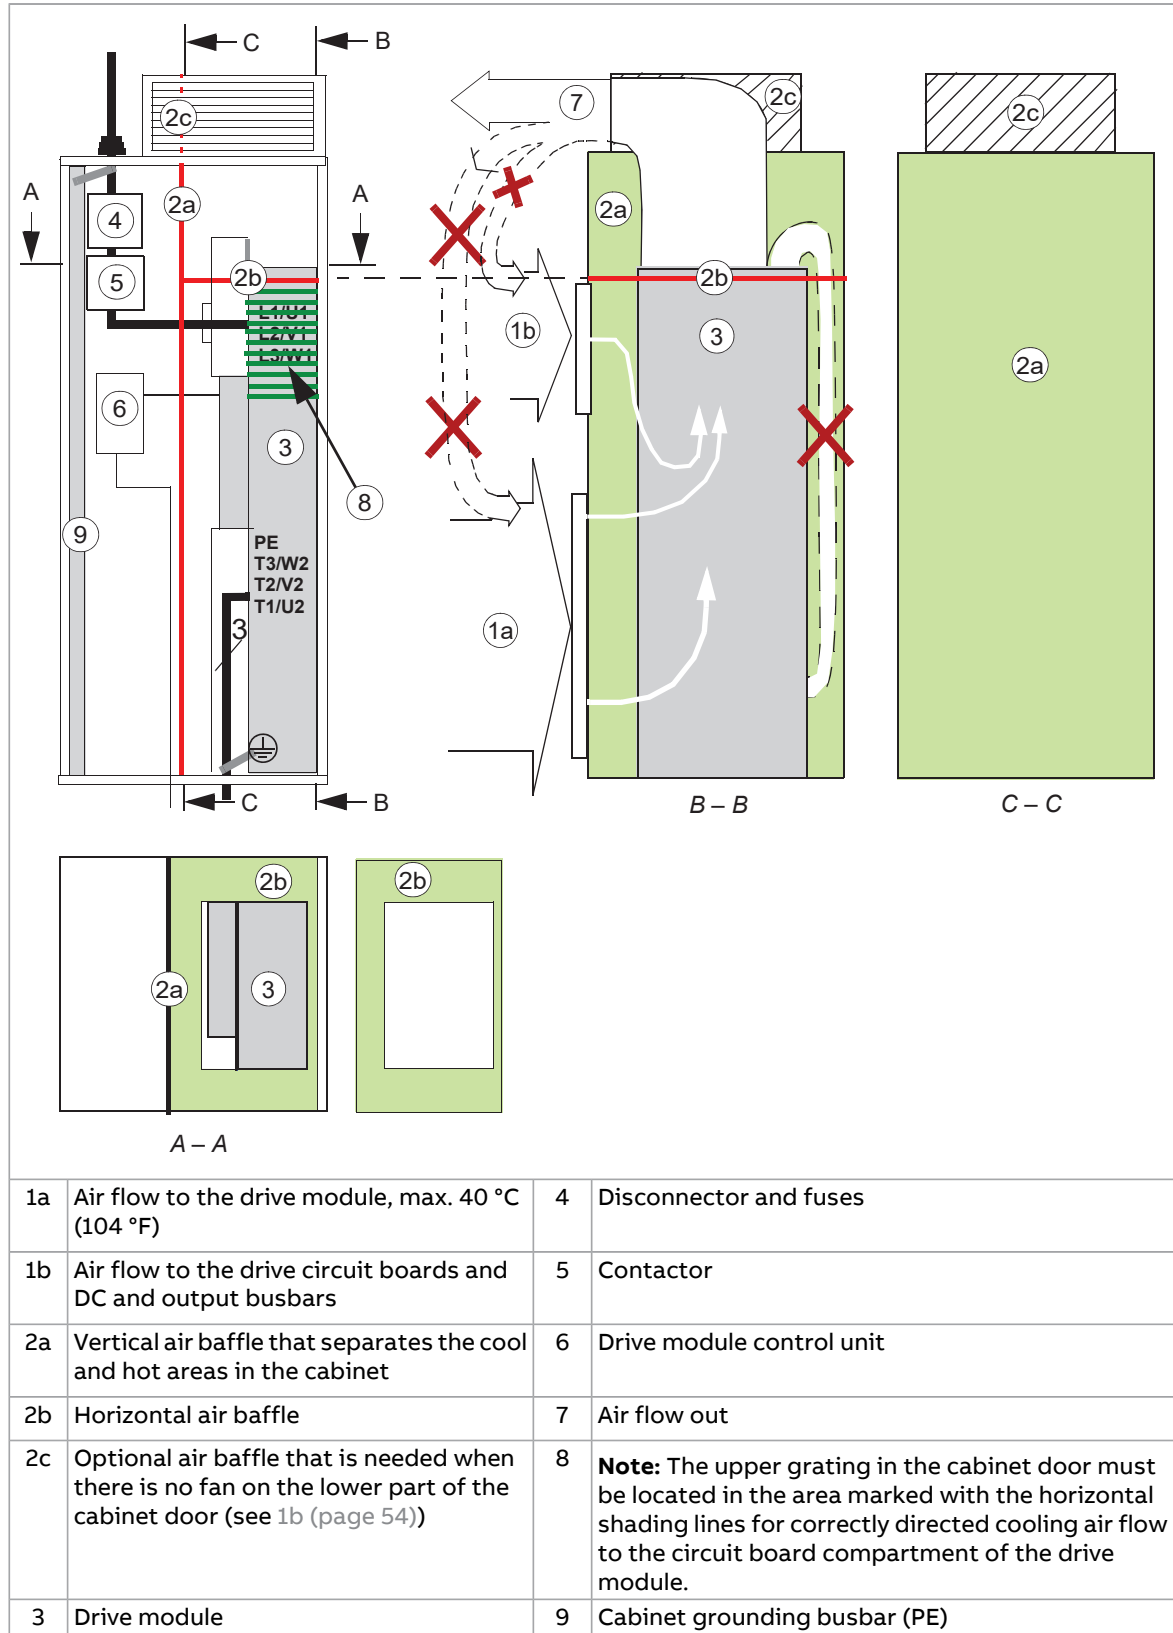 C
B
2c
A
4
2a
A
5
2b
L1/U1
L2/V1
L3/W1
6
3
8
9
PE
T3/W2
T2/V2
T1/U2
3
C
B
7
2c
2a
1b
2b
3
1a
B – B
2c
2a
C – C
2b
2a
3
A – A
2b
1a Air flow to the drive module, max. 40 °C
(104 °F)
4 Disconnector and fuses
1b Air flow to the drive circuit boards and
DC and output busbars
5 Contactor
2a Vertical air baffle that separates the cool
and hot areas in the cabinet
6 Drive module control unit
2b Horizontal air baffle
7 Air flow out
2c Optional air baffle that is needed when
there is no fan on the lower part of the
cabinet door (see 1b (page 54))
8 Note: The upper grating in the cabinet door must
be located in the area marked with the horizontal
shading lines for correctly directed cooling air flow
to the circuit board compartment of the drive
module.
3 Drive module
9 Cabinet grounding busbar (PE)